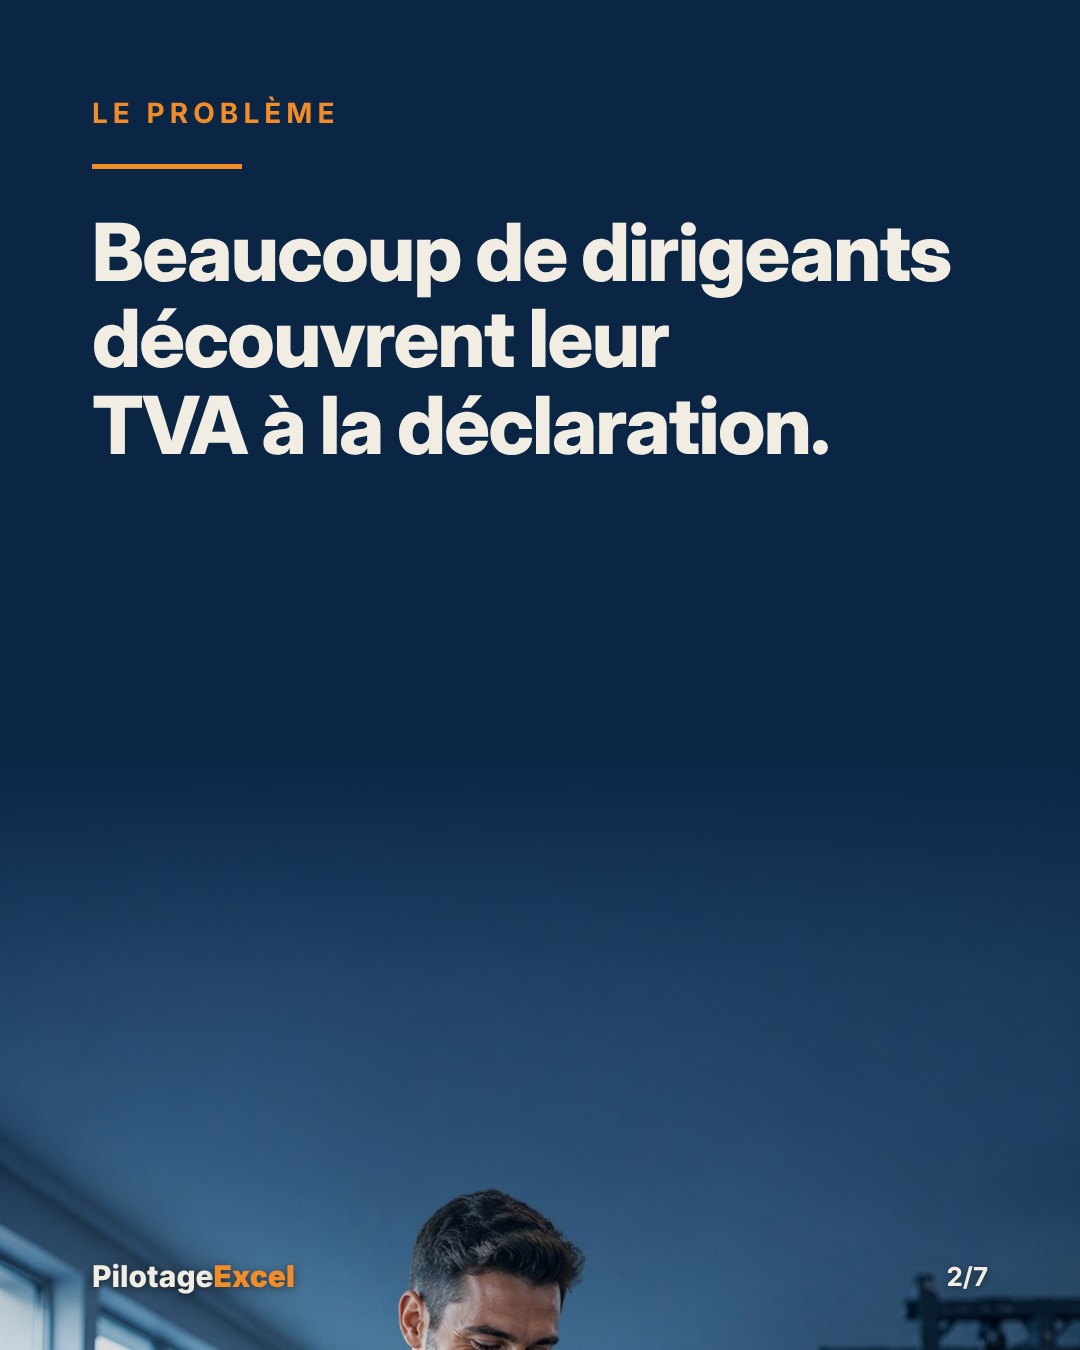 LE PROBLÈME
Beaucoup de dirigeants
découvrent leur
TVA à la déclaration.
PilotageExcel
2/7